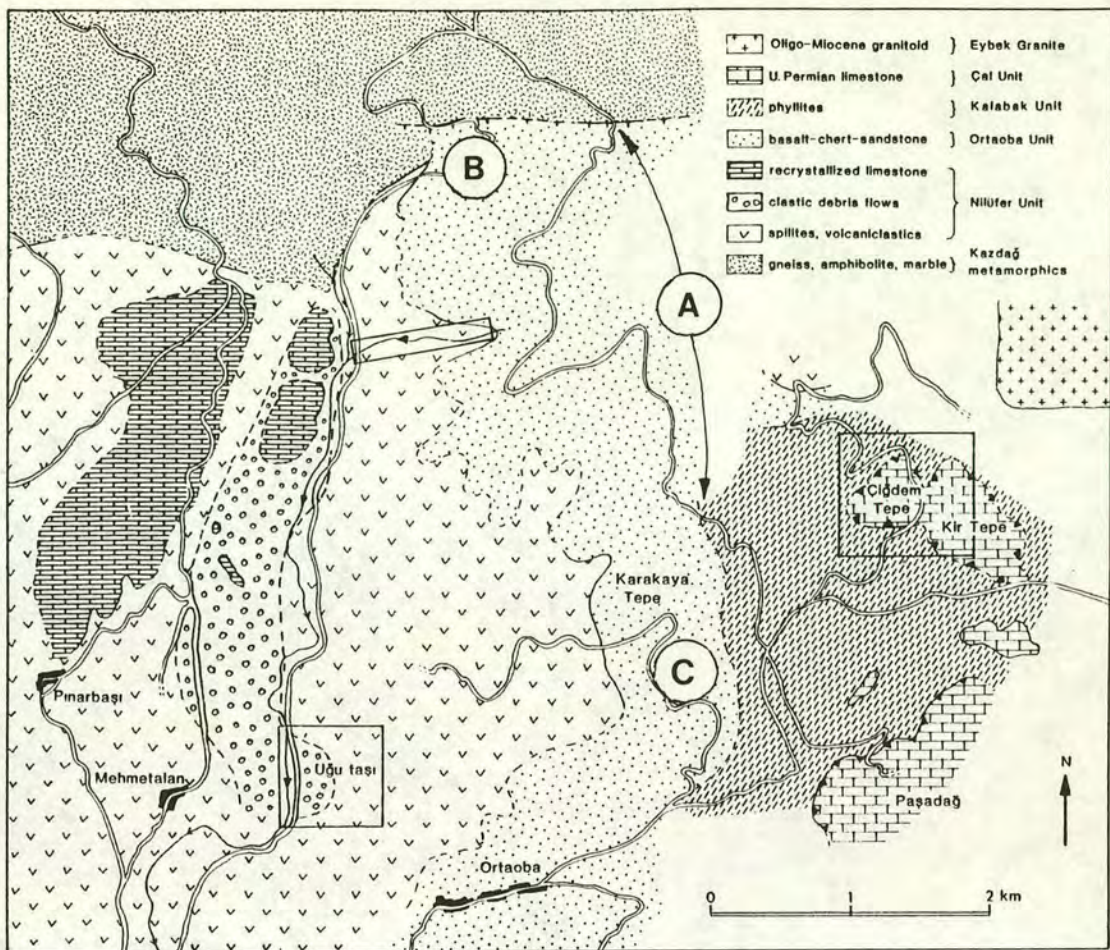 Oligo-Miocene granitoid } Eybek Granite
U. Permian limestone } Çal Unit
phyllites } Kalabak Unit
basalt-chert-sandstone } Ortaoba Unit
recrystallized limestone
clastic debris flows } Nilüfer Unit
spilites, volcaniclastics
gneiss, amphibolite, marble } Kazdağ metamorphics
B
A
Çiğdem
Tepe
Kir Tepe
Karakaya
Tepe
C
Pınarbaşı
Mehmetalan
Uğu taşı
Paşadağ
N
Ortaoba
0 1 2 km